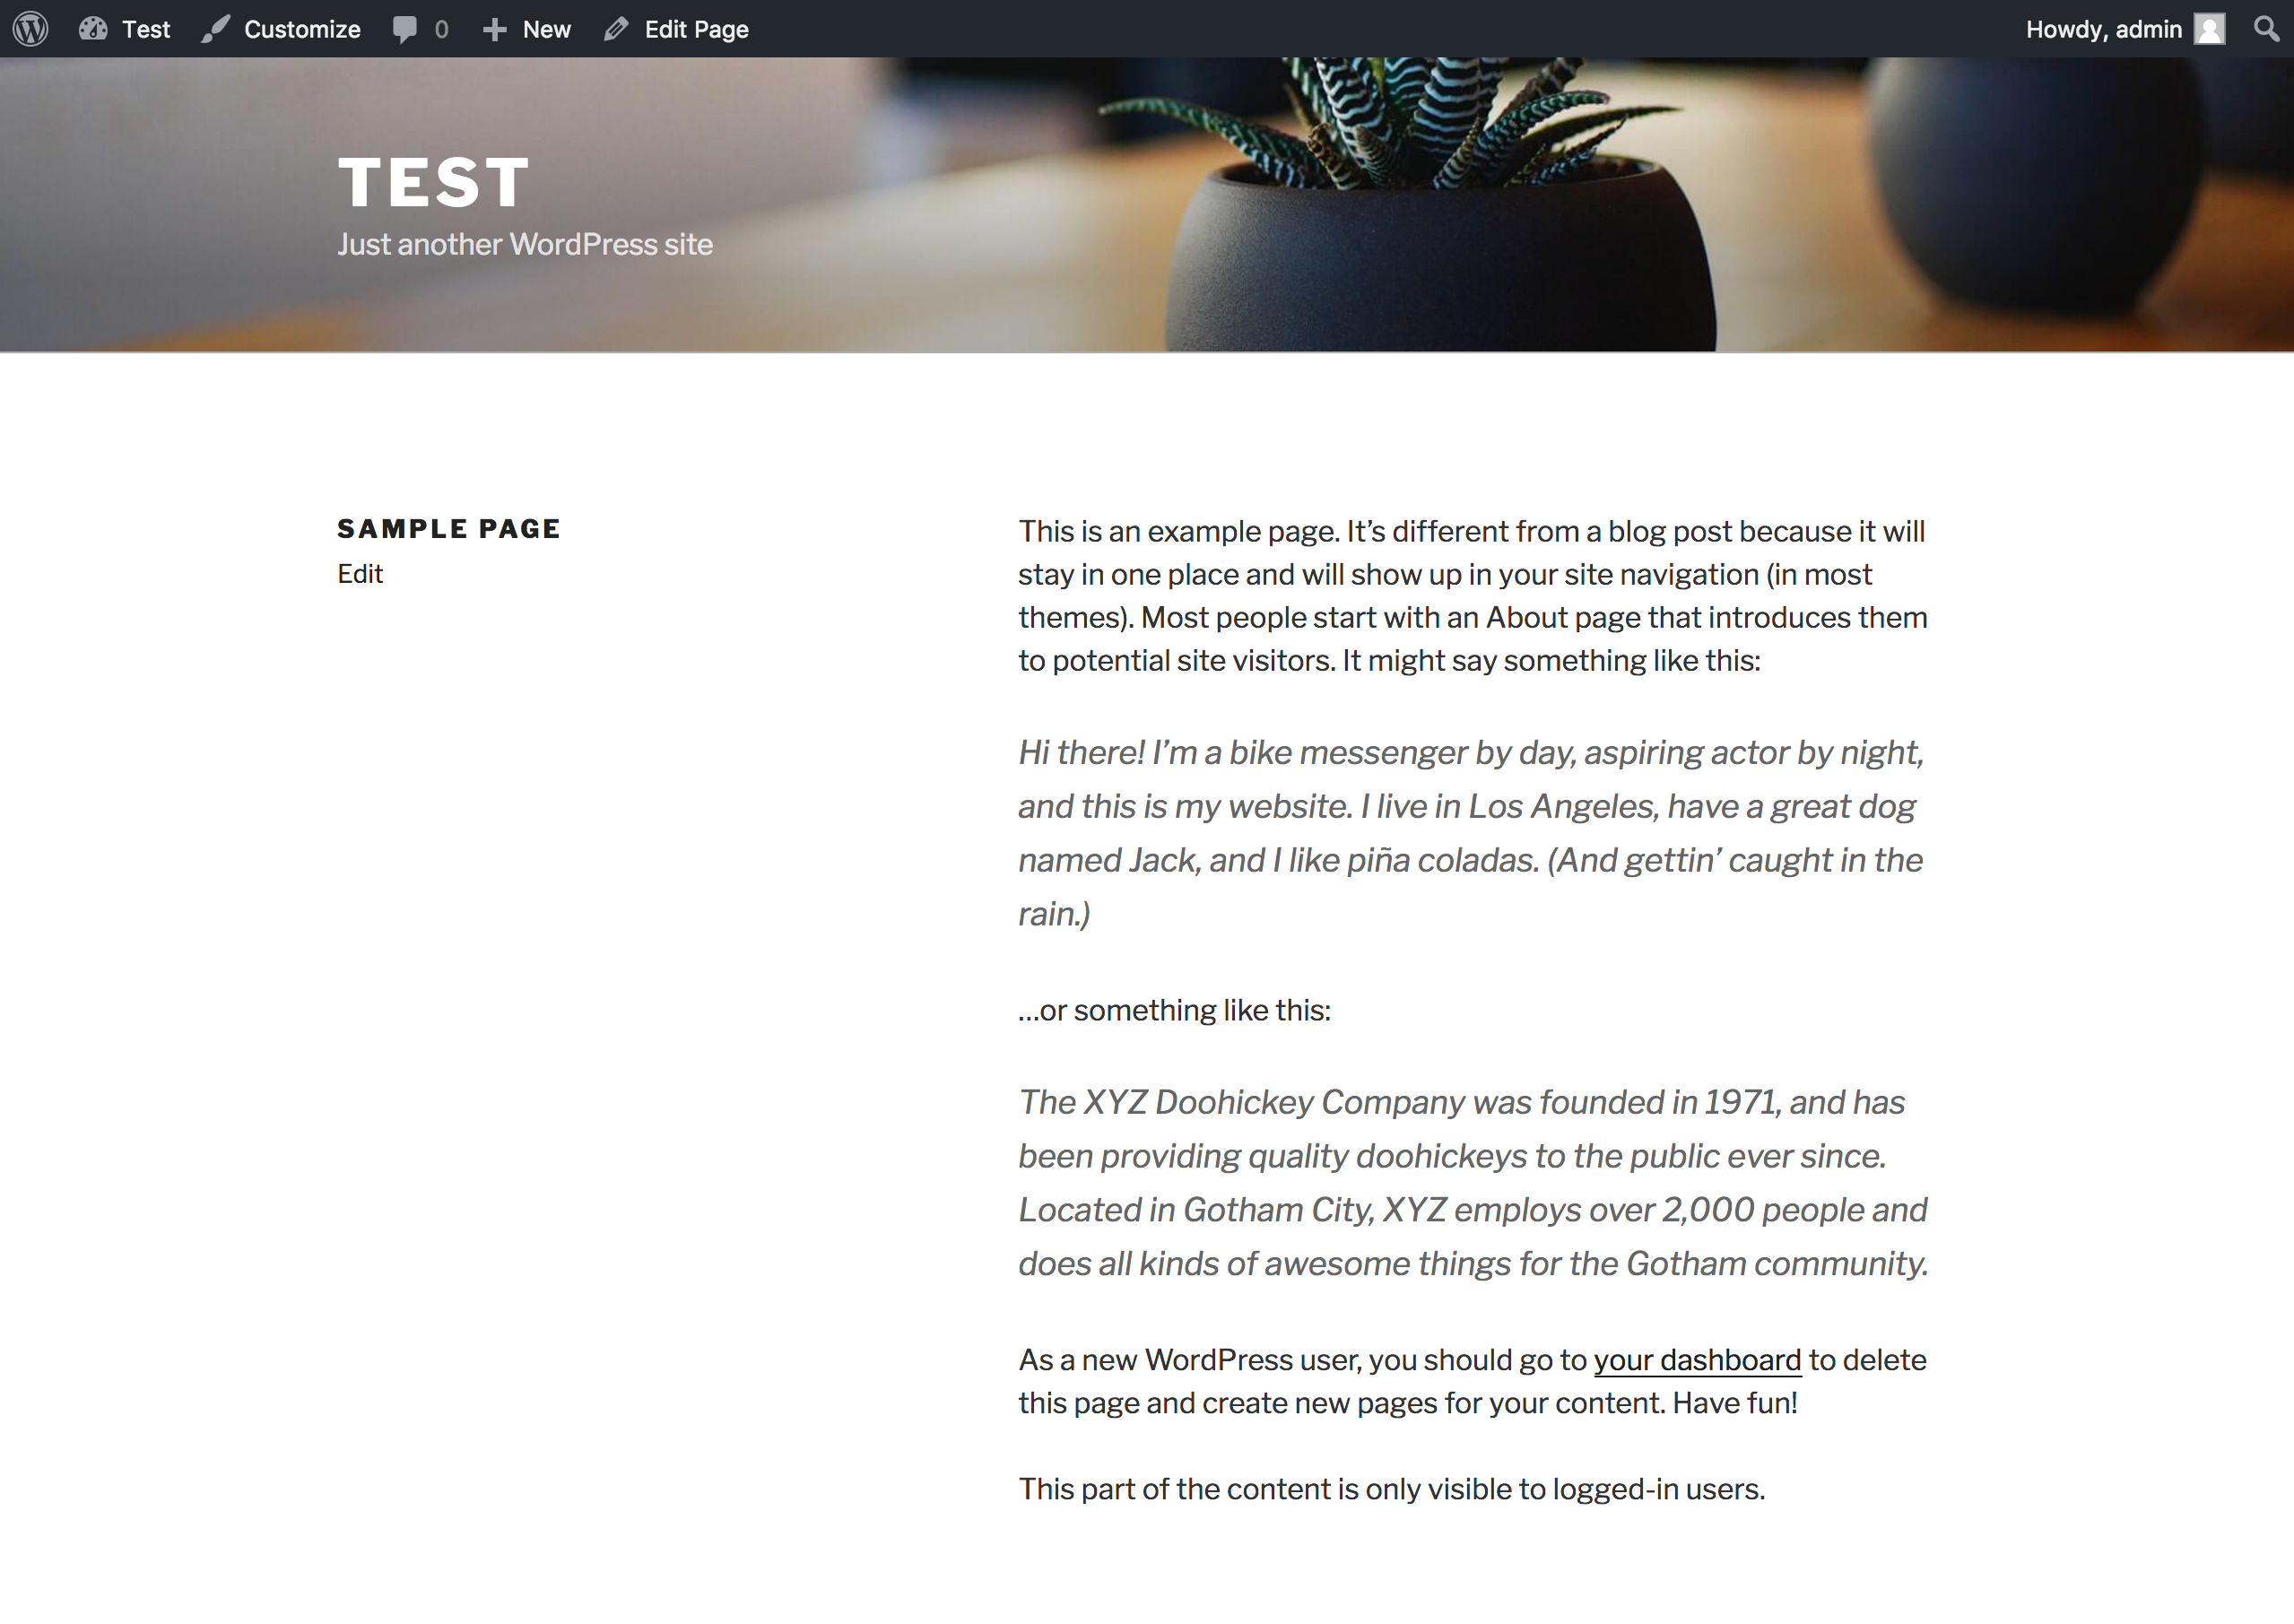 Test Customize 0 New Edit Page Howdy, admin
TEST
Just another WordPress site
SAMPLE PAGE
Edit
This is an example page. It’s different from a blog post because it will
stay in one place and will show up in your site navigation (in most
themes). Most people start with an About page that introduces them
to potential site visitors. It might say something like this:
Hi there! I’m a bike messenger by day, aspiring actor by night,
and this is my website. I live in Los Angeles, have a great dog
named Jack, and I like piña coladas. (And gettin’ caught in the
rain.)
…or something like this:
The XYZ Doohickey Company was founded in 1971, and has
been providing quality doohickeys to the public ever since.
Located in Gotham City, XYZ employs over 2,000 people and
does all kinds of awesome things for the Gotham community.
As a new WordPress user, you should go to your dashboard to delete
this page and create new pages for your content. Have fun!
This part of the content is only visible to logged-in users.